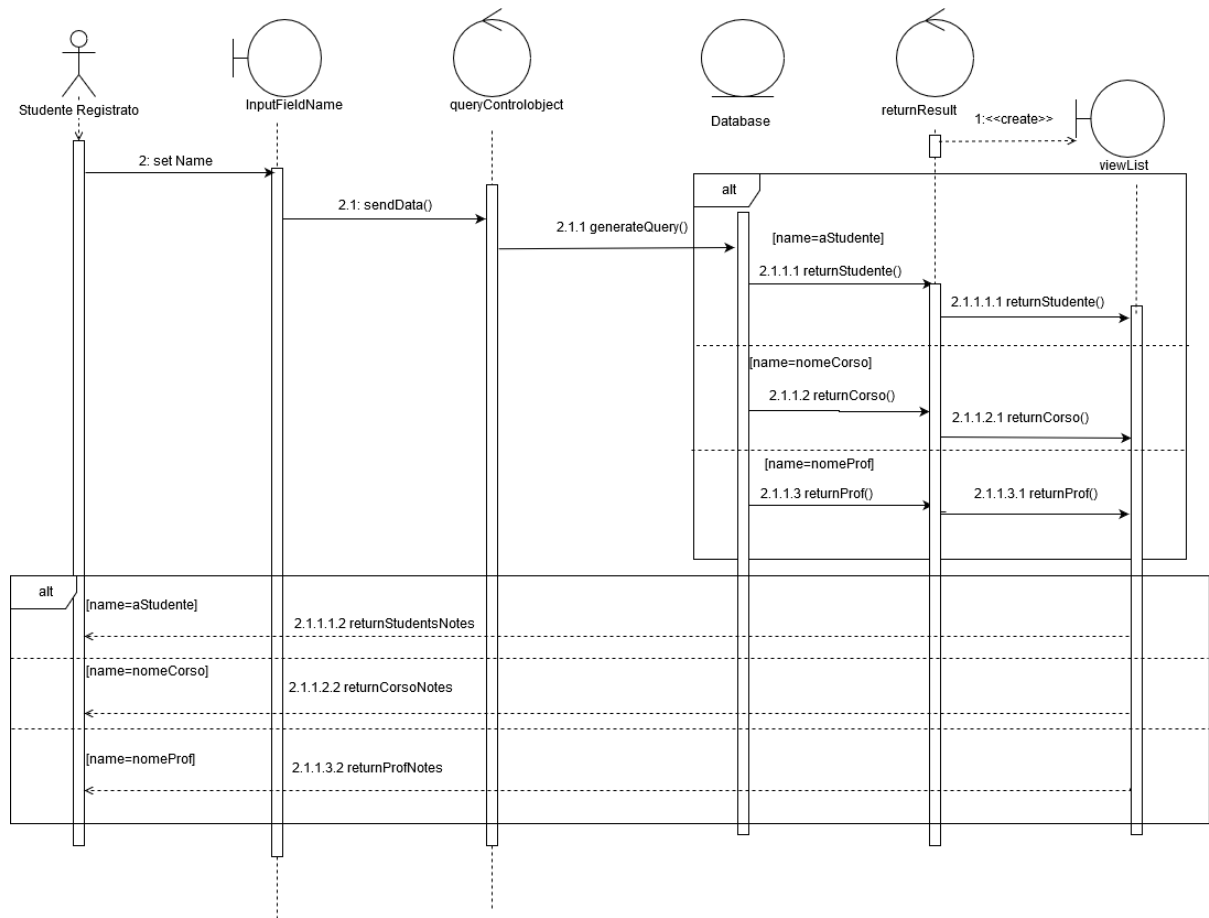 Studente Registrato
InputFieldName
queryControlobject
Database
returnResult
1:<<create>>
viewList
2: set Name
alt
2.1: sendData()
2.1.1 generateQuery()
[name=aStudente]
2.1.1.1 returnStudente()
2.1.1.1.1 returnStudente()
[name=nomeCorso]
2.1.1.2 returnCorso()
2.1.1.2.1 returnCorso()
[name=nomeProf]
2.1.1.3 returnProf()
2.1.1.3.1 returnProf()
alt
[name=aStudente]
2.1.1.1.2 returnStudentsNotes
[name=nomeCorso]
2.1.1.2.2 returnCorsoNotes
[name=nomeProf]
2.1.1.3.2 returnProfNotes